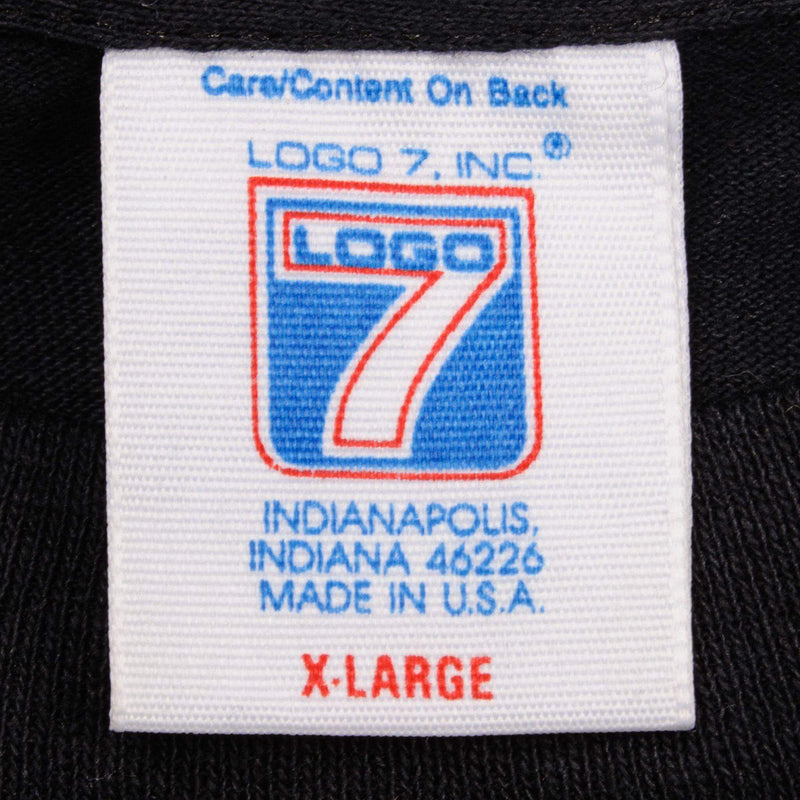 Care/Content On Back
LOGO 7, INC.®
LOGO
7
INDIANAPOLIS,
INDIANA 46226
MADE IN U.S.A.
X-LARGE